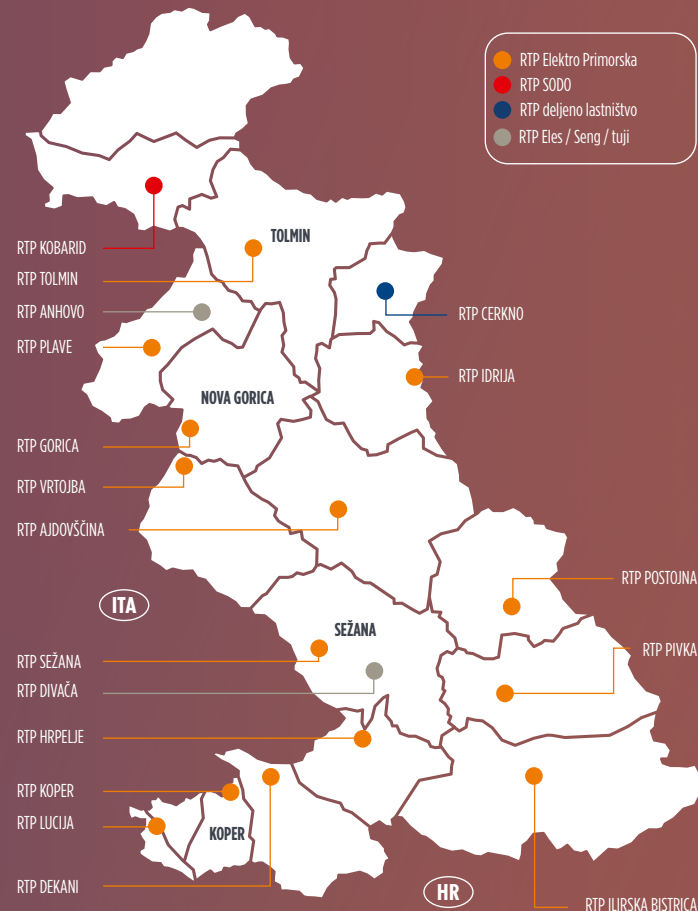 RTP Elektro Primorska
RTP SODO
RTP deljeno lastništvo
RTP Eles / Seng / tuji
TOLMIN
RTP KOBARID
RTP TOLMIN
RTP ANHOVO
RTP CERKNO
RTP PLAVE
RTP IDRIJA
NOVA GORICA
RTP GORICA
RTP VRTOJBA
RTP AJDOVŠČINA
RTP POSTOJNA
ITA
SEŽANA
RTP PIVKA
RTP SEŽANA
RTP DIVAČA
RTP HRPELJE
RTP KOPER
RTP LUCIJA
KOPER
RTP DEKANI
HR
RTP ILIRSKA BISTRICA